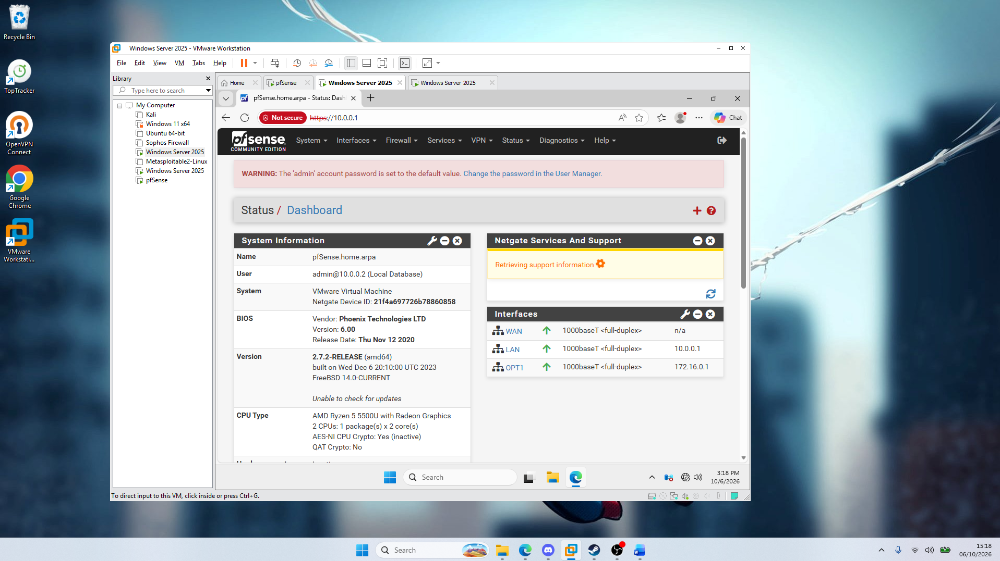 Recycle Bin
TopTracker
OpenVPN
Connect
Google
Chrome
VMware
Workstati...
Windows Server 2025 - VMware Workstation
File Edit View VM Tabs Help
Library
Type here to search
My Computer
Kali
Windows 11 x64
Ubuntu 64-bit
Sophos Firewall
Windows Server 2025
Metasploitable2-Linux
Windows Server 2025
pfSense
Home pfSense Windows Server 2025 Windows Server 2025
pf pfSense.home.arpa - Status: Dash
Not secure https://10.0.0.1 Chat
pfsense
COMMUNITY EDITION
System Interfaces Firewall Services VPN Status Diagnostics Help
WARNING: The 'admin' account password is set to the default value. Change the password in the User Manager.
Status / Dashboard
System Information
Name pfSense.home.arpa
User admin@10.0.0.2 (Local Database)
System VMware Virtual Machine
Netgate Device ID: 21f4a697726b78860858
BIOS Vendor: Phoenix Technologies LTD
Version: 6.00
Release Date: Thu Nov 12 2020
Version 2.7.2-RELEASE (amd64)
built on Wed Dec 6 20:10:00 UTC 2023
FreeBSD 14.0-CURRENT
Unable to check for updates
CPU Type AMD Ryzen 5 5500U with Radeon Graphics
2 CPUs: 1 package(s) x 2 core(s)
AES-NI CPU Crypto: Yes (inactive)
QAT Crypto: No
Netgate Services And Support
Retrieving support information
Interfaces
WAN 1000baseT <full-duplex> n/a
LAN 1000baseT <full-duplex> 10.0.0.1
OPT1 1000baseT <full-duplex> 172.16.0.1
Search
3:18 PM
10/6/2026
To direct input to this VM, click inside or press Ctrl+G.
Search
15:18
06/10/2026